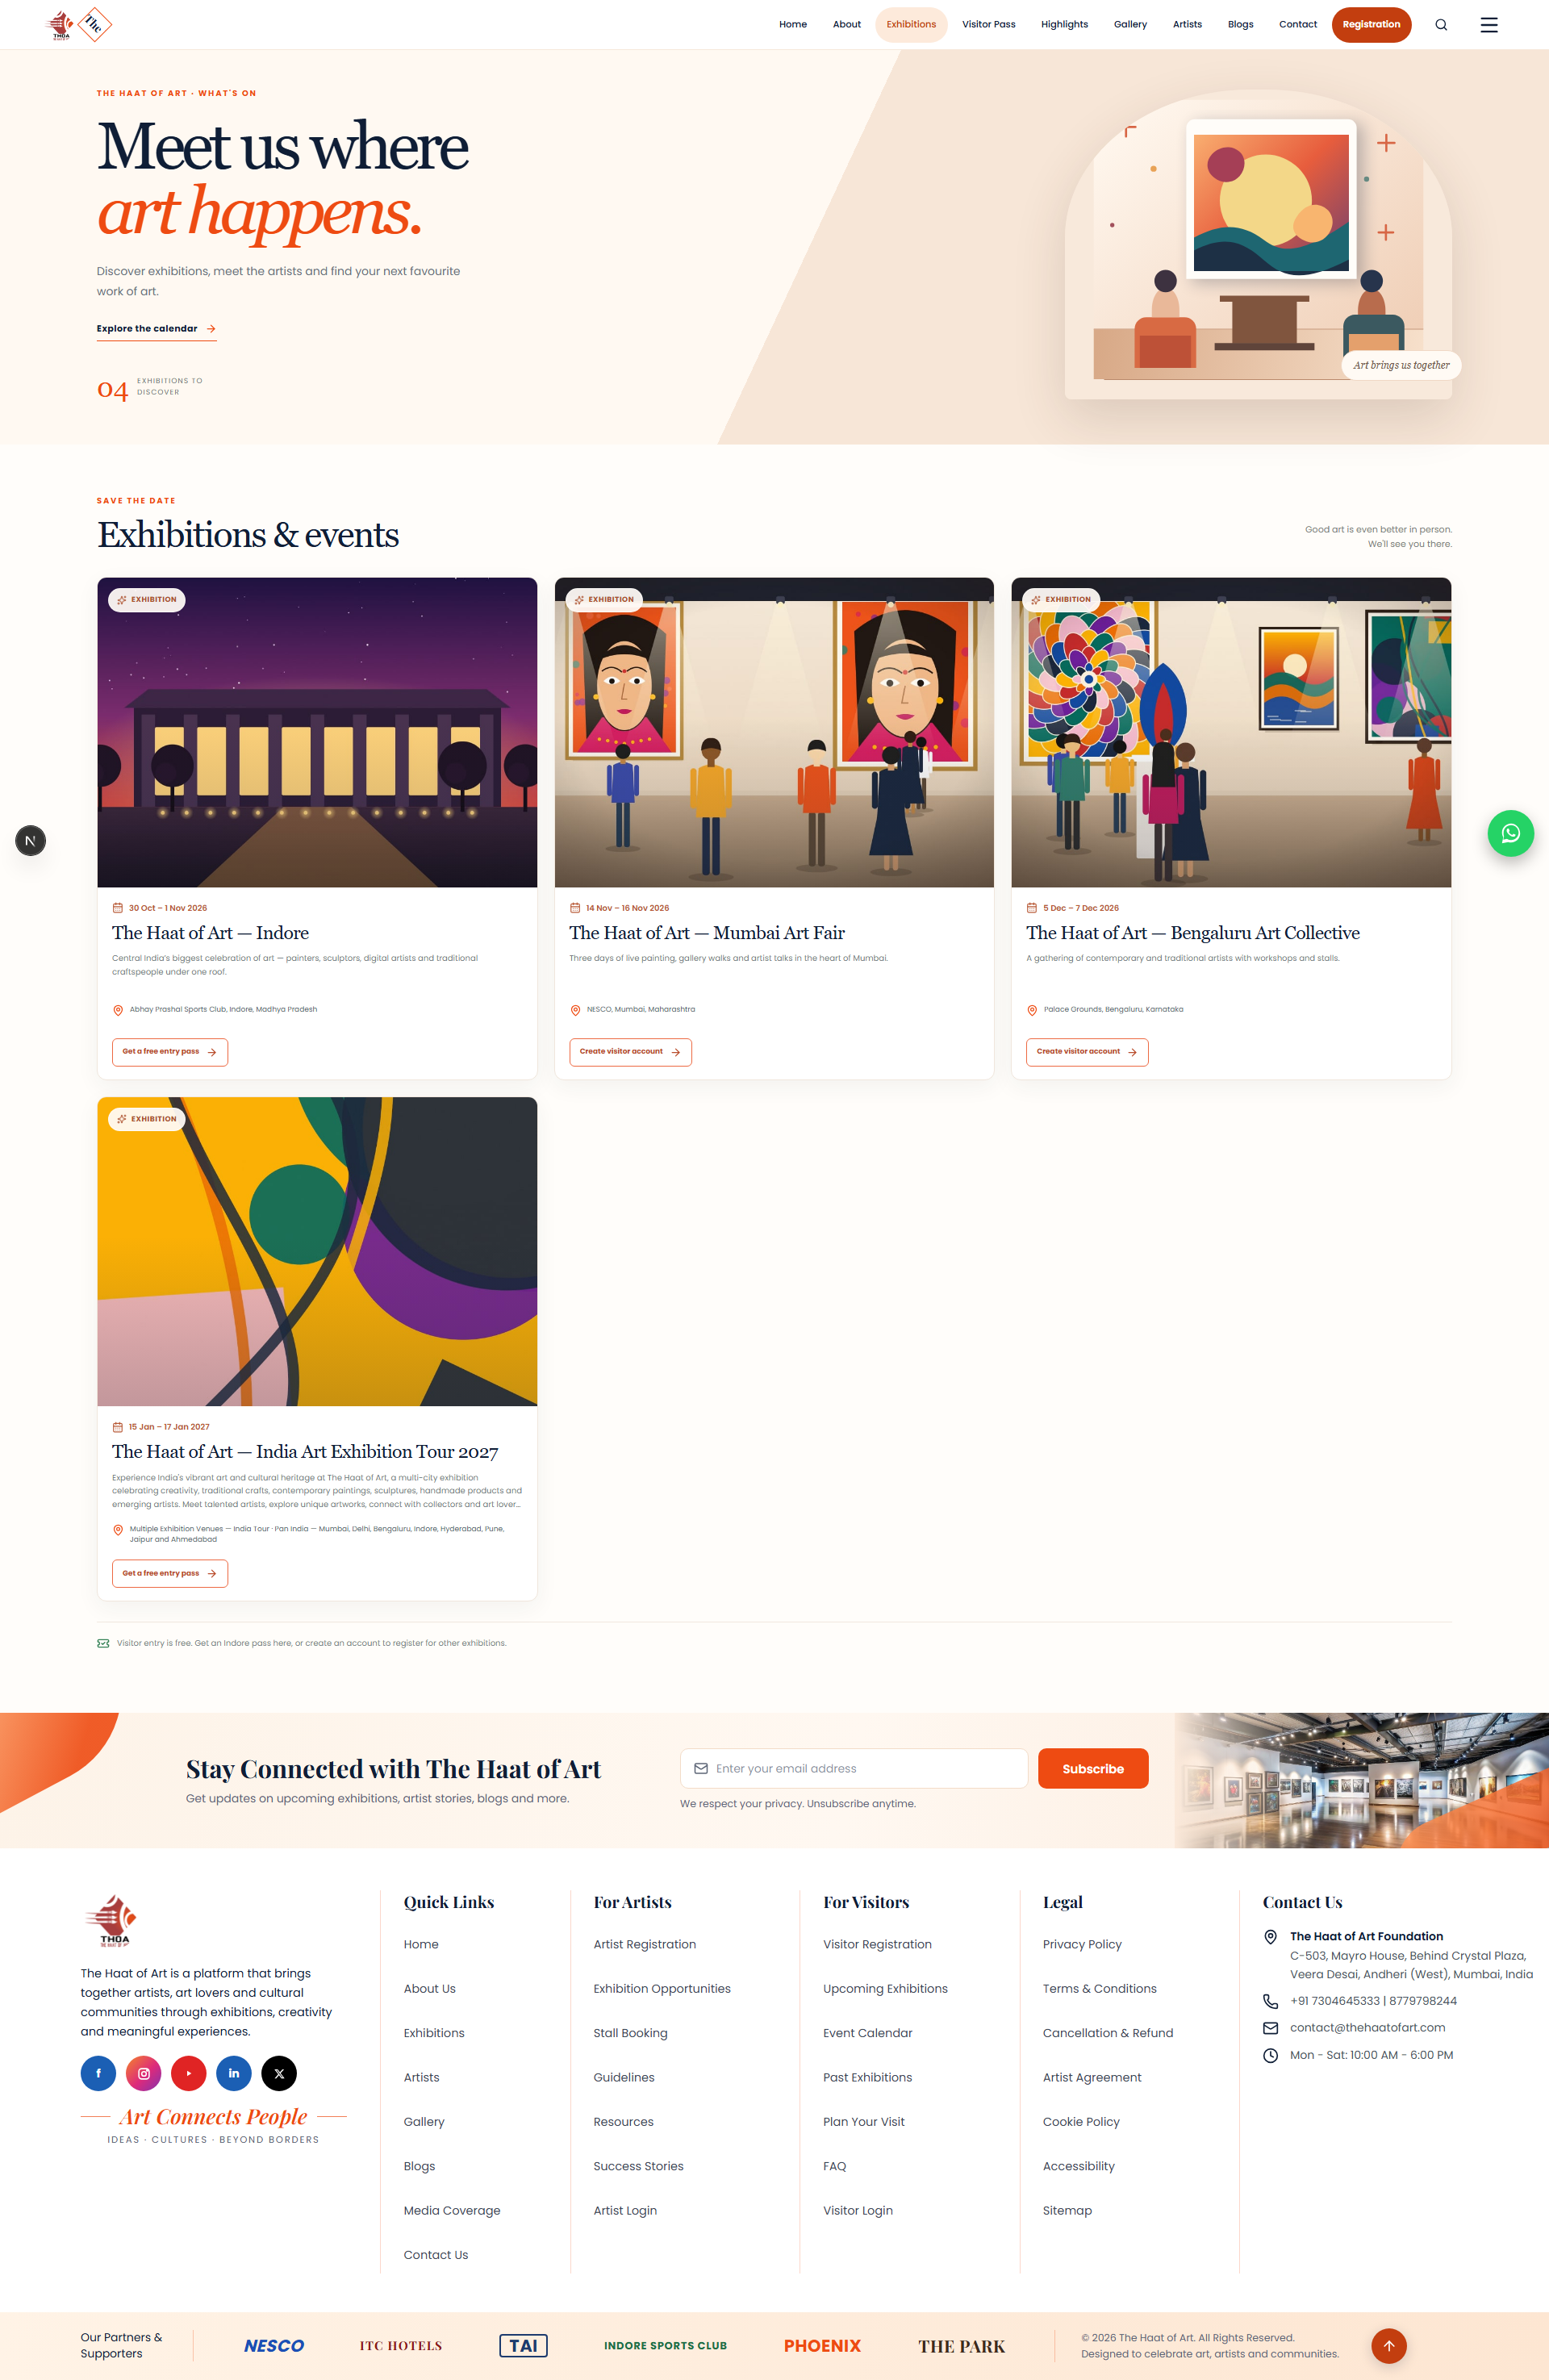 THOA
The
Home
About
Exhibitions
Visitor Pass
Highlights
Gallery
Artists
Blogs
Contact
Registration
THE HAAT OF ART · WHAT'S ON
Meet us where
art happens.
Discover exhibitions, meet the artists and find your next favourite
work of art.
Explore the calendar
04
EXHIBITIONS TO
DISCOVER
Art brings us together
SAVE THE DATE
Exhibitions & events
Good art is even better in person.
We'll see you there.
EXHIBITION
30 Oct – 1 Nov 2026
The Haat of Art — Indore
Central India's biggest celebration of art — painters, sculptors, digital artists and traditional
craftspeople under one roof.
Abhay Prashal Sports Club, Indore, Madhya Pradesh
Get a free entry pass
EXHIBITION
14 Nov – 16 Nov 2026
The Haat of Art — Mumbai Art Fair
Three days of live painting, gallery walks and artist talks in the heart of Mumbai.
NESCO, Mumbai, Maharashtra
Create visitor account
EXHIBITION
5 Dec – 7 Dec 2026
The Haat of Art — Bengaluru Art Collective
A gathering of contemporary and traditional artists with workshops and stalls.
Palace Grounds, Bengaluru, Karnataka
Create visitor account
EXHIBITION
15 Jan – 17 Jan 2027
The Haat of Art — India Art Exhibition Tour 2027
Experience India's vibrant art and cultural heritage at The Haat of Art, a multi-city exhibition
celebrating creativity, traditional crafts, contemporary paintings, sculptures, handmade products and
emerging artists. Meet talented artists, explore unique artworks, connect with collectors and art lover...
Multiple Exhibition Venues — India Tour · Pan India — Mumbai, Delhi, Bengaluru, Indore, Hyderabad, Pune,
Jaipur and Ahmedabad
Get a free entry pass
Visitor entry is free. Get an Indore pass here, or create an account to register for other exhibitions.
N
Stay Connected with The Haat of Art
Get updates on upcoming exhibitions, artist stories, blogs and more.
Enter your email address
Subscribe
We respect your privacy. Unsubscribe anytime.
THOA
THE HAAT OF ART
The Haat of Art is a platform that brings
together artists, art lovers and cultural
communities through exhibitions, creativity
and meaningful experiences.
Art Connects People
IDEAS · CULTURES · BEYOND BORDERS
Quick Links
Home
About Us
Exhibitions
Artists
Gallery
Blogs
Media Coverage
Contact Us
For Artists
Artist Registration
Exhibition Opportunities
Stall Booking
Guidelines
Resources
Success Stories
Artist Login
For Visitors
Visitor Registration
Upcoming Exhibitions
Event Calendar
Past Exhibitions
Plan Your Visit
FAQ
Visitor Login
Legal
Privacy Policy
Terms & Conditions
Cancellation & Refund
Artist Agreement
Cookie Policy
Accessibility
Sitemap
Contact Us
The Haat of Art Foundation
C-503, Mayro House, Behind Crystal Plaza,
Veera Desai, Andheri (West), Mumbai, India
+91 7304645333 | 8779798244
contact@thehaatofart.com
Mon - Sat: 10:00 AM - 6:00 PM
Our Partners &
Supporters
NESCO
ITC HOTELS
TAI
INDORE SPORTS CLUB
PHOENIX
THE PARK
© 2026 The Haat of Art. All Rights Reserved.
Designed to celebrate art, artists and communities.